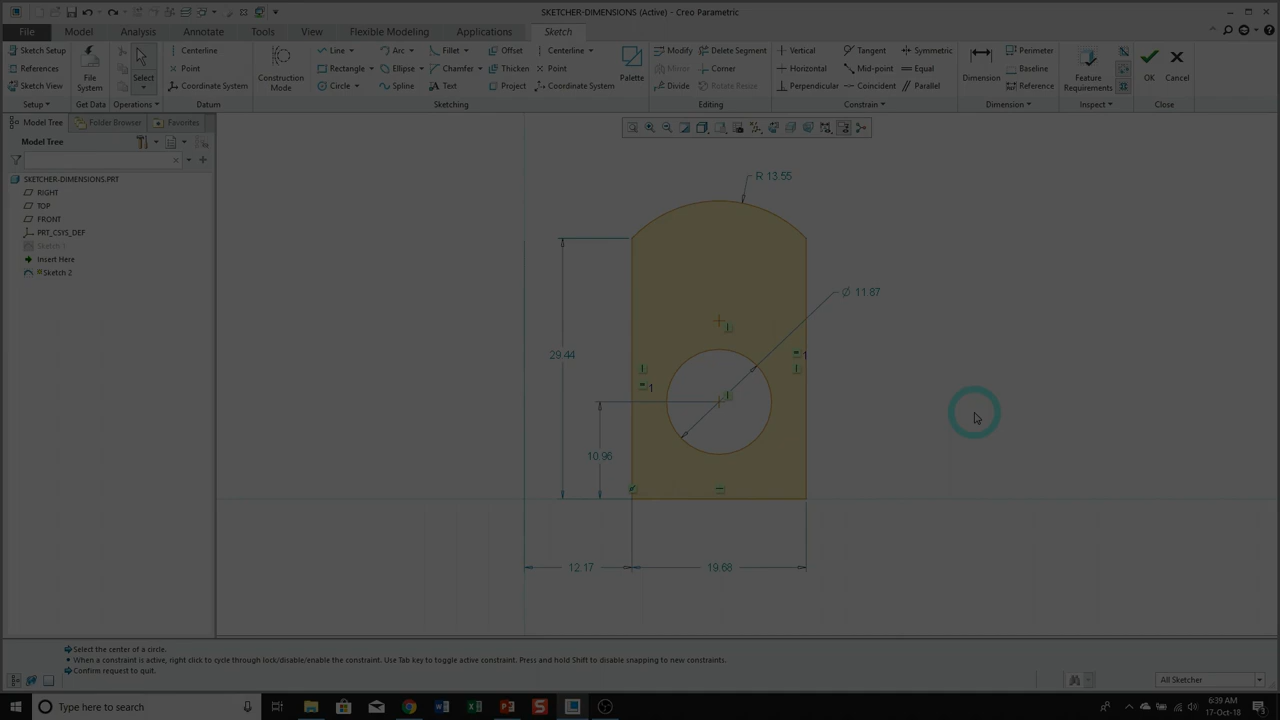 SKETCHER-DIMENSIONS (Active) - Creo Parametric
File Model Analysis Annotate Tools View Flexible Modeling Applications Sketch
Sketch Setup Centerline Line Arc Fillet Offset Centerline Modify Delete Segment Vertical Tangent Symmetric Perimeter
References Point Rectangle Ellipse Chamfer Thicken Point Mirror Corner Horizontal Mid-point Equal Baseline
Sketch View File System Select Coordinate System Construction Mode Circle Spline Text Project Coordinate System Palette Divide Rotate Resize Perpendicular Coincident Parallel Dimension Reference Feature Requirements OK Cancel
Setup Get Data Operations Datum Sketching Editing Constrain Dimension Inspect Close
Model Tree Folder Browser Favorites
Model Tree
SKETCHER-DIMENSIONS.PRT
RIGHT
TOP
FRONT
PRT_CSYS_DEF
Sketch 1
Insert Here
Sketch 2
R 13.55
Ø 11.87
29.44
1
1
10.96
12.17
19.68
Select the center of a circle.
When a constraint is active, right click to cycle through lock/disable/enable the constraint. Use Tab key to toggle active constraint. Press and hold Shift to disable snapping to new constraints.
Confirm request to quit.
All Sketcher
Type here to search
6:39 AM
17-Oct-18
3